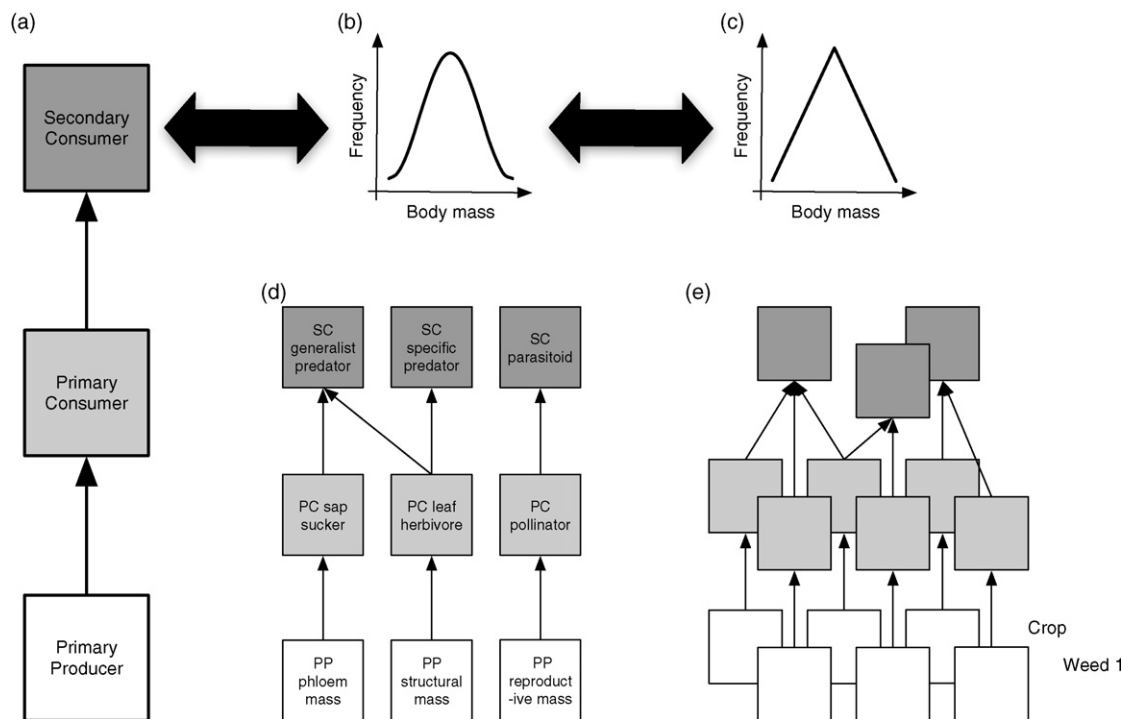 (a)
Secondary
Consumer
Primary
Consumer
Primary
Producer
(b)
Frequency
Body mass
(c)
Frequency
Body mass
(d)
SC
generalist
predator
SC
specific
predator
SC
parasitoid
PC sap
sucker
PC leaf
herbivore
PC
pollinator
PP
phloem
mass
PP
structural
mass
PP
reproduct
-ive mass
(e)
Crop
Weed 1